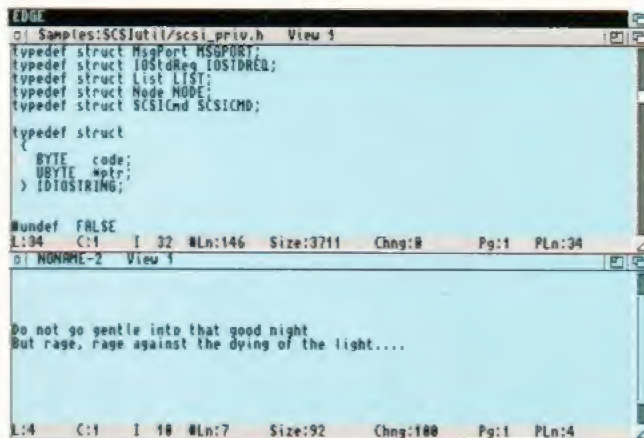 EDGE
Samples:SCSIutil/scsi_priv.h View 1
typedef struct MsgPort MSGPORT;
typedef struct IOStdReq IOSTDREQ;
typedef struct List LIST;
typedef struct Node NODE;
typedef struct SCSICmd SCSICMD;
typedef struct
{
BYTE code;
UBYTE *ptr;
} IDTOSTRING;
#undef FALSE
L:34 C:1 I 32 #Ln:146 Size:3711 Chng:0 Pg:1 PLn:34
NONAME-2 View 1
Do not go gentle into that good night
But rage, rage against the dying of the light....
L:4 C:1 I 10 #Ln:7 Size:92 Chng:100 Pg:1 PLn:4